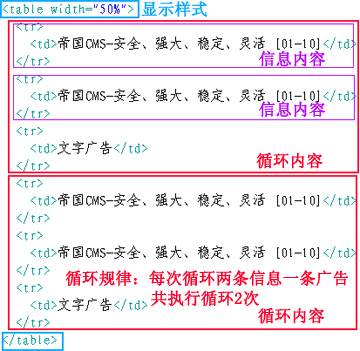 <table width="50%"> 显示样式
<tr>
<td>帝国CMS-安全、强大、稳定、灵活 [01-10]</td>
</tr> 信息内容
<tr>
<td>帝国CMS-安全、强大、稳定、灵活 [01-10]</td>
</tr> 信息内容
<tr>
<td>文字广告</td>
</tr> 循环内容
<tr>
<td>帝国CMS-安全、强大、稳定、灵活 [01-10]</td>
</tr>
<tr>
<td>帝国CMS-安全、强大、稳定、灵活 [01-10]</td>
</tr> 循环规律：每次循环两条信息一条广告
<tr> 共执行循环2次
<td>文字广告</td>
</tr> 循环内容
</table>